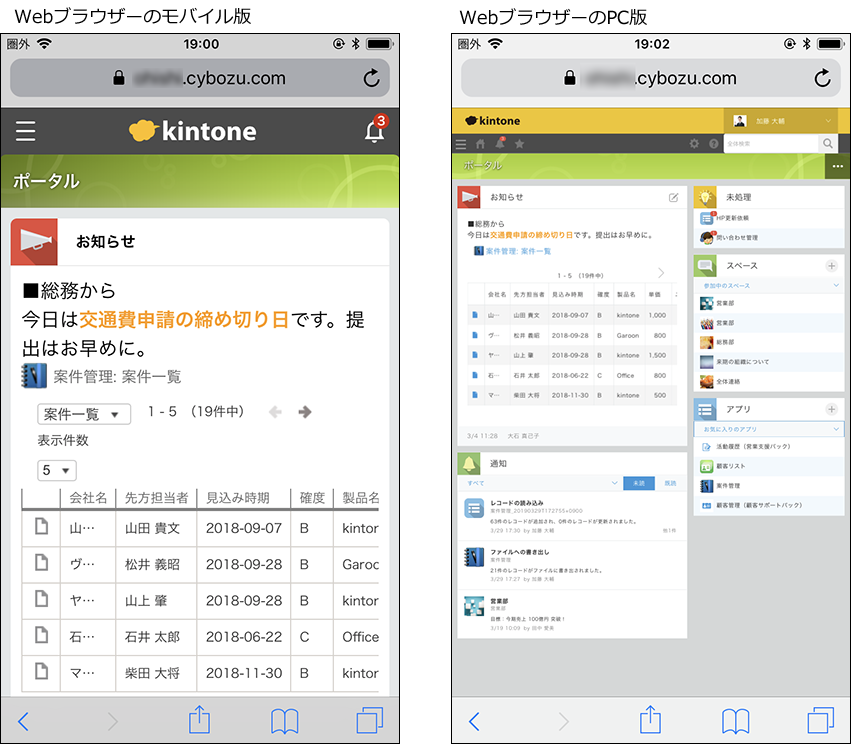 Webブラウザーのモバイル版
圏外 19:00
.cybozu.com
kintone 3
ポータル
お知らせ
■総務から
今日は交通費申請の締め切り日です。提
出はお早めに。
案件管理: 案件一覧
案件一覧 ▼ 1 - 5 （19件中）
表示件数
5 ▼
会社名 先方担当者 見込み時期 確度 製品名
山… 山田 貴文 2018-09-07 B kintor
ヴ… 松井 義昭 2018-09-28 B Garoo
ヤ… 山上 肇 2018-09-28 B kintor
石… 石井 太郎 2018-06-22 C Office
マ… 柴田 大将 2018-11-30 B kintor
WebブラウザーのPC版
圏外 19:02
.cybozu.com
kintone 加藤 大輔
全体検索
ポータル
お知らせ
■総務から
今日は交通費申請の締め切り日です。提出はお早めに。
案件管理: 案件一覧
1 - 5 （19件中）
会社名 先方担当者 見込み時期 確度 製品名 単価
山… 山田 貴文 2018-09-07 B kintone 1,000
ヴ… 松井 義昭 2018-09-28 B Garoon 800
ヤ… 山上 肇 2018-09-28 B kintone 1,500
石… 石井 太郎 2018-06-22 C Office 800
マ… 柴田 大将 2018-11-30 B kintone 500
3/4 11:28 大石 真己子
通知
すべて 未読 既読
レコードの読み込み
案件管理_20190329T1T2755+0900
63件のレコードが追加され、0件のレコードが更新されました。
3/29 17:30 by 加藤 大輔 他1件
ファイルへの書き出し
案件管理
21件のレコードがファイルに書き出されました。
3/29 17:27 by 加藤 大輔
営業部
営業部
目標：今期売上 100億円 突破！
3/19 10:09 by 田中 愛美
未処理
HP更新依頼
問い合わせ管理
スペース
参加中のスペース
営業部
営業部
総務部
来期の組織について
全体連絡
アプリ
お気に入りのアプリ
活動履歴（営業支援パック）
顧客リスト
案件管理
顧客管理（顧客サポートパック）